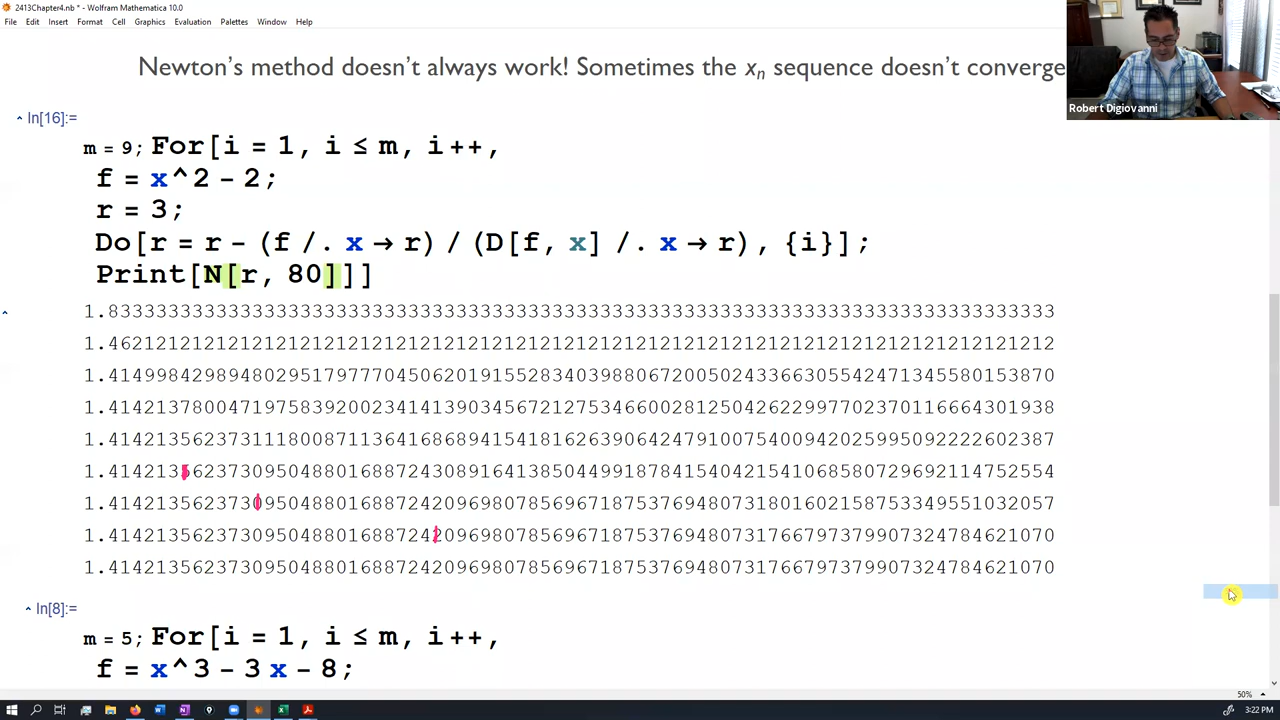 2413Chapter4.nb * - Wolfram Mathematica 10.0
File Edit Insert Format Cell Graphics Evaluation Palettes Window Help
Newton's method doesn't always work! Sometimes the xn sequence doesn't converge
Robert Digiovanni
In[16]:=
m = 9; For[i = 1, i ≤ m, i ++,
f = x^2 - 2;
r = 3;
Do[r = r - (f /. x → r) / (D[f, x] /. x → r), {i}];
Print[N[r, 80]]]
1.8333333333333333333333333333333333333333333333333333333333333333333333333333333
1.4621212121212121212121212121212121212121212121212121212121212121212121212121212
1.4149984298948029517977704506201915528340398806720050243366305542471345580153870
1.4142137800471975839200234141390345672127534660028125042622997702370116664301938
1.4142135623731118008711364168689415418162639064247910075400942025995092222602387
1.4142135623730950488016887243089164138504499187841540421541068580729692114752554
1.4142135623730950488016887242096980785696718753769480731801602158753349551032057
1.4142135623730950488016887242096980785696718753769480731766797379907324784621070
1.4142135623730950488016887242096980785696718753769480731766797379907324784621070
In[8]:=
m = 5; For[i = 1, i ≤ m, i ++,
f = x^3 - 3 x - 8;
50%
3:22 PM